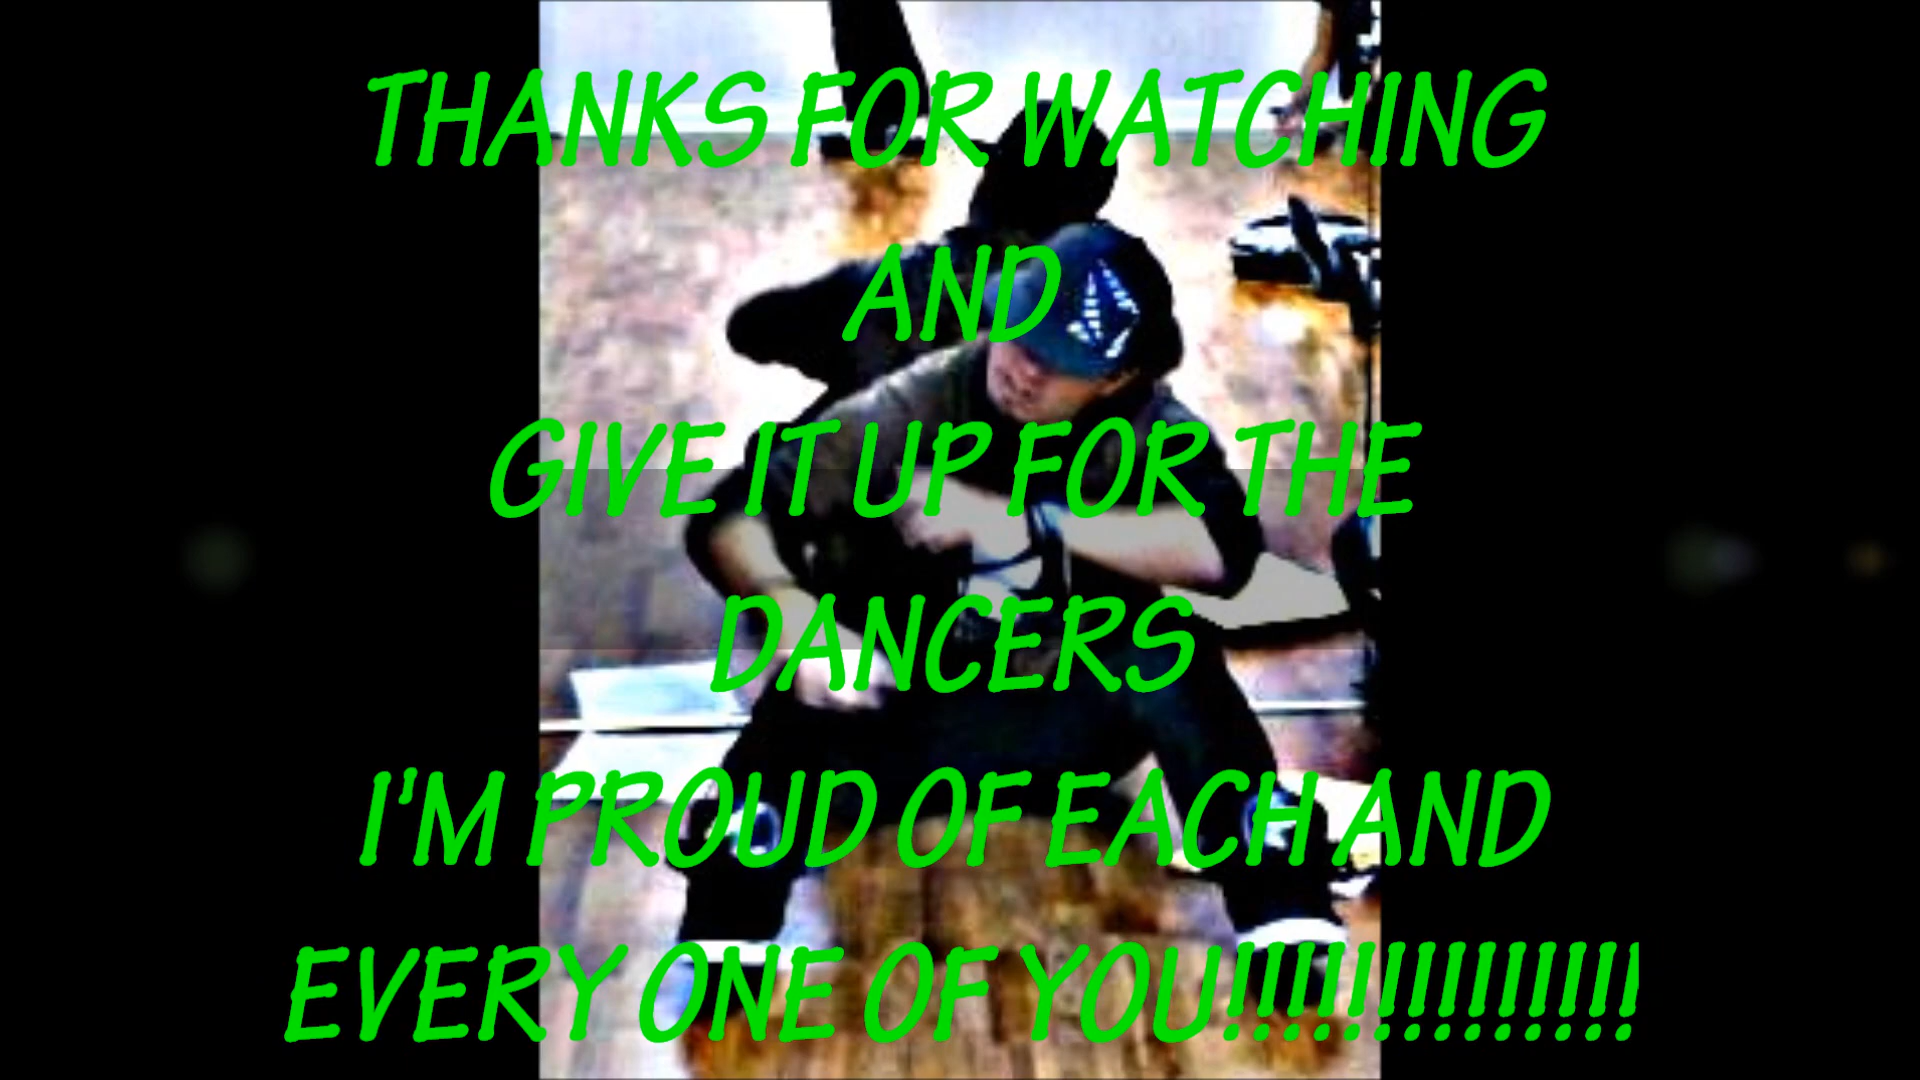 THANKS FOR WATCHING
AND
GIVE IT UP FOR THE
DANCERS
I'M PROUD OF EACH AND
EVERY ONE OF YOU!!!!!!!!!!!!!!